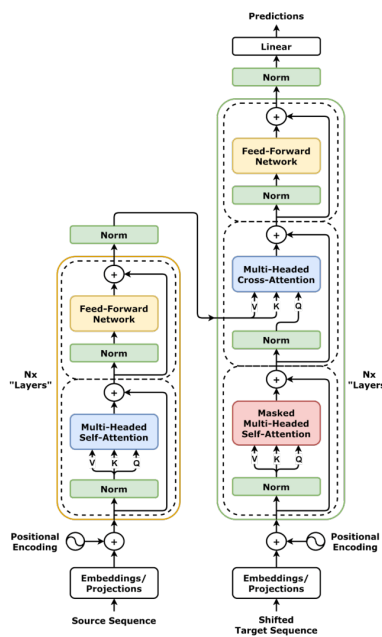 Predictions
Linear
Norm
+
Feed-Forward
Network
Norm
+
Multi-Headed
Cross-Attention
V K Q
Norm
+
Masked
Multi-Headed
Self-Attention
V K Q
Norm
Nx
"Layers"
+
Positional
Encoding
Embeddings/
Projections
Shifted
Target Sequence
Norm
+
Feed-Forward
Network
Norm
Nx
"Layers"
+
Multi-Headed
Self-Attention
V K Q
Norm
Positional
Encoding
+
Embeddings/
Projections
Source Sequence